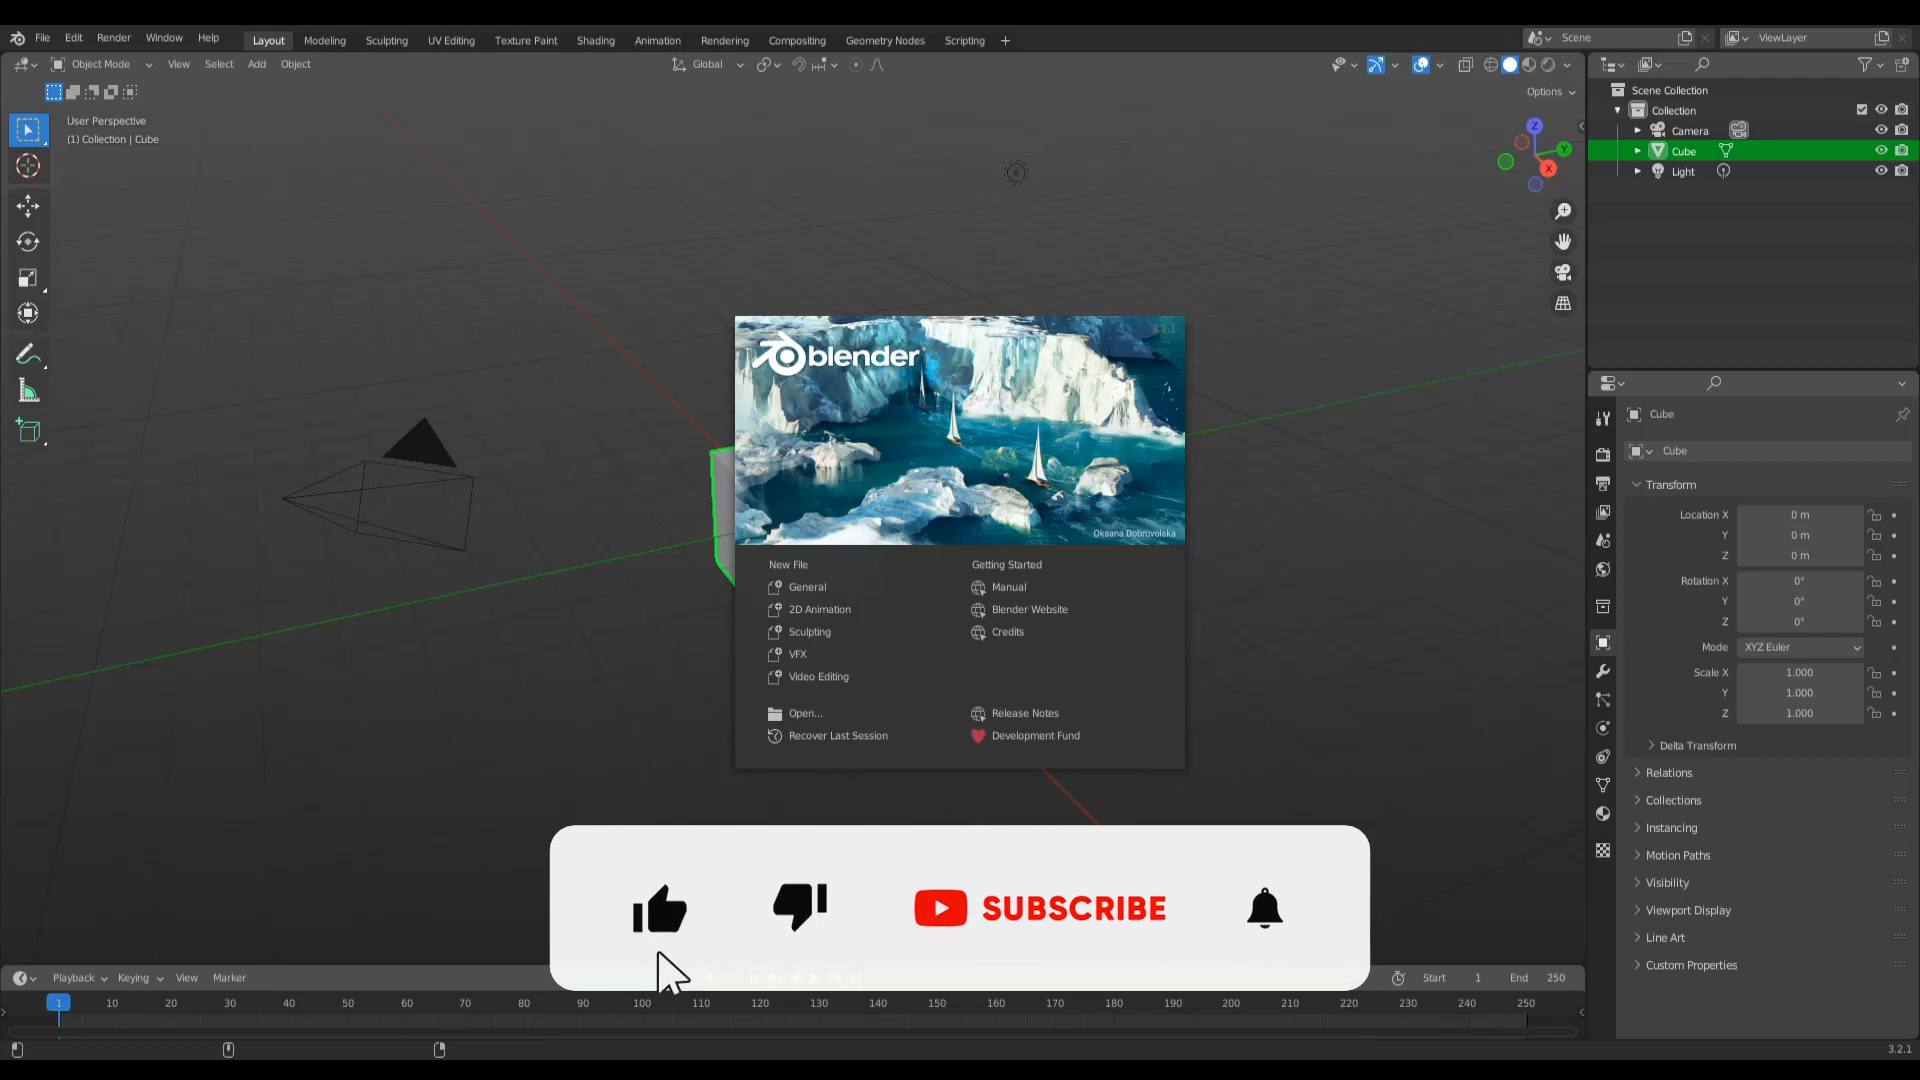 File Edit Render Window Help Layout Modeling Sculpting UV Editing Texture Paint Shading Animation Rendering Compositing Geometry Nodes Scripting + Scene ViewLayer
Object Mode View Select Add Object Global
Options
User Perspective
(1) Collection | Cube
Z
Y
X
Scene Collection
Collection
Camera
Cube
Light
3.2.1
blender
Oksana Dobrovolska
New File
General
2D Animation
Sculpting
VFX
Video Editing
Open...
Recover Last Session
Getting Started
Manual
Blender Website
Credits
Release Notes
Development Fund
Cube
Cube
Transform
Location X 0 m
Y 0 m
Z 0 m
Rotation X 0°
Y 0°
Z 0°
Mode XYZ Euler
Scale X 1.000
Y 1.000
Z 1.000
Delta Transform
Relations
Collections
Instancing
Motion Paths
Visibility
Viewport Display
Line Art
Custom Properties
SUBSCRIBE
Playback Keying View Marker Start 1 End 250
1 10 20 30 40 50 60 70 80 90 100 110 120 130 140 150 160 170 180 190 200 210 220 230 240 250
3.2.1